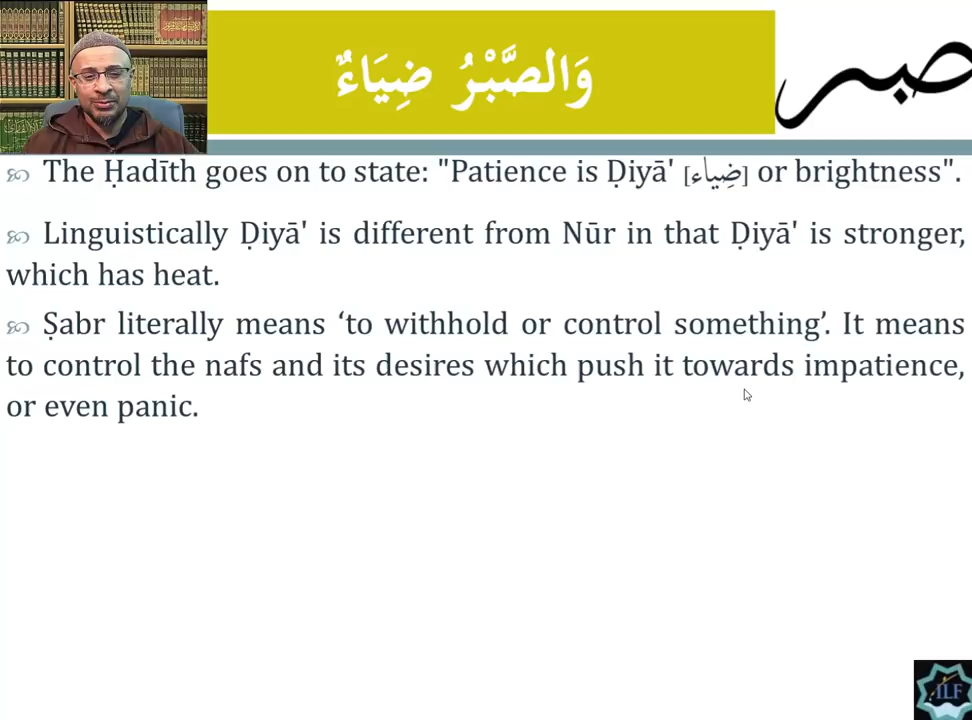 وَالصَّبْرُ ضِيَاءٌ
صبر
The Ḥadīth goes on to state: "Patience is Ḍiyā' [ضِياء] or brightness".
Linguistically Ḍiyā' is different from Nūr in that Ḍiyā' is stronger,
which has heat.
Ṣabr literally means ‘to withhold or control something’. It means
to control the nafs and its desires which push it towards impatience,
or even panic.
ILF